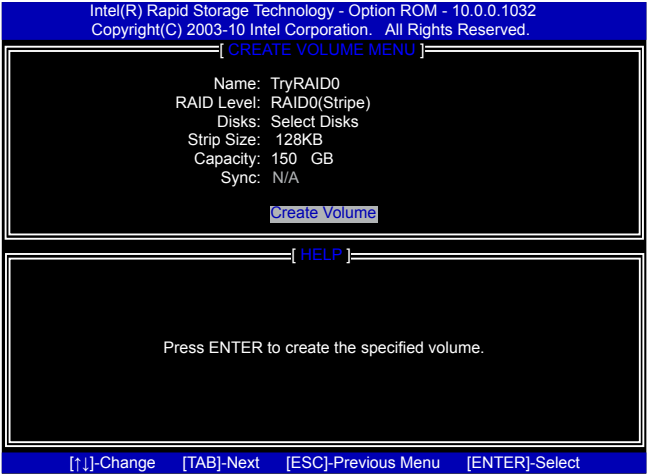 Intel(R) Rapid Storage Technology - Option ROM - 10.0.0.1032
Copyright(C) 2003-10 Intel Corporation. All Rights Reserved.
[ CREATE VOLUME MENU ]
Name: TryRAID0
RAID Level: RAID0(Stripe)
Disks: Select Disks
Strip Size: 128KB
Capacity: 150 GB
Sync: N/A
Create Volume
[ HELP ]
Press ENTER to create the specified volume.
[↑↓]-Change [TAB]-Next [ESC]-Previous Menu [ENTER]-Select